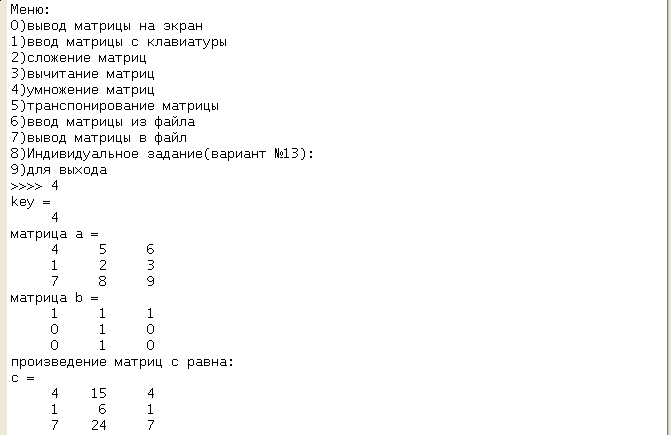 Меню:
0)вывод матрицы на экран
1)ввод матрицы с клавиатуры
2)сложение матриц
3)вычитание матриц
4)умножение матриц
5)транспонирование матрицы
6)ввод матрицы из файла
7)вывод матрицы в файл
8)Индивидуальное задание(вариант №13):
9)для выхода
>>>> 4
key =
4
матрица a =
4 5 6
1 2 3
7 8 9
матрица b =
1 1 1
0 1 0
0 1 0
произведение матриц с равна:
c =
4 15 4
1 6 1
7 24 7